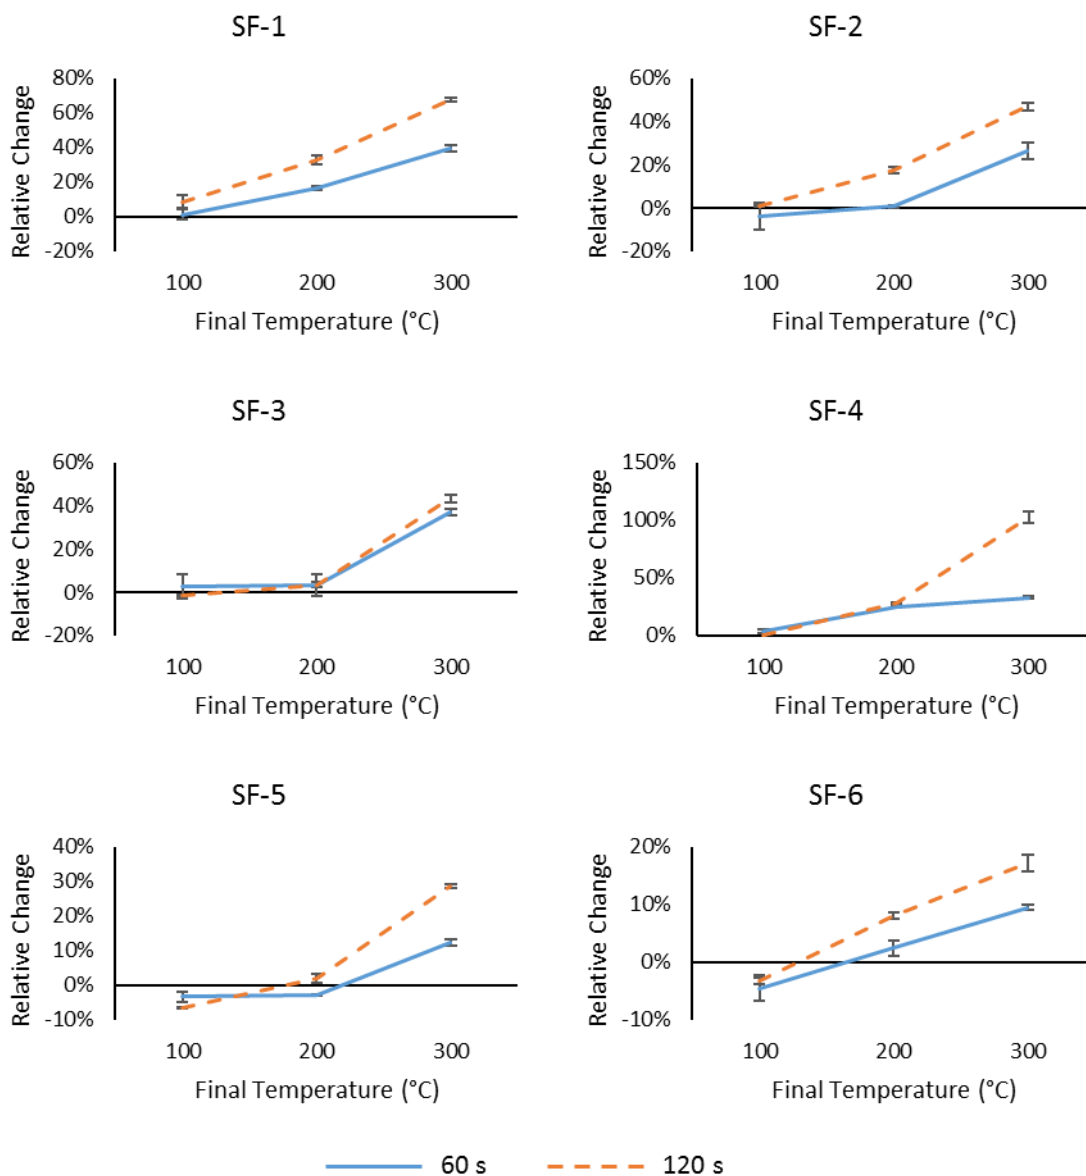 SF-1
80%
60%
40%
20%
0%
-20%
Relative Change
100 200 300
Final Temperature (°C)
SF-2
60%
40%
20%
0%
-20%
Relative Change
100 200 300
Final Temperature (°C)
SF-3
60%
40%
20%
0%
-20%
Relative Change
100 200 300
Final Temperature (°C)
SF-4
150%
100%
50%
0%
Relative Change
100 200 300
Final Temperature (°C)
SF-5
40%
30%
20%
10%
0%
-10%
Relative Change
100 200 300
Final Temperature (°C)
SF-6
20%
10%
0%
-10%
Relative Change
100 200 300
Final Temperature (°C)
60 s 120 s